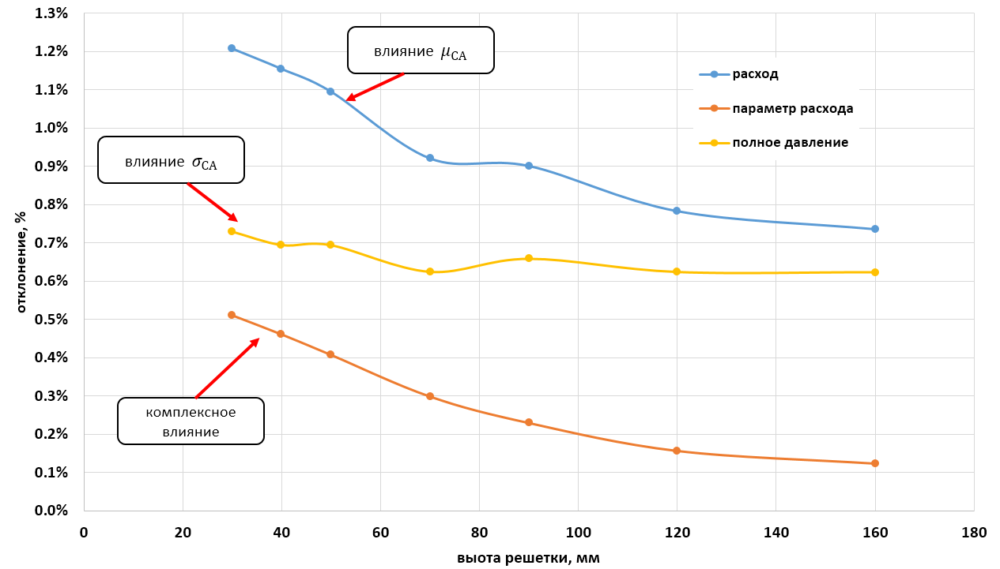 1.3%
1.2%
1.1%
1.0%
0.9%
0.8%
0.7%
0.6%
0.5%
0.4%
0.3%
0.2%
0.1%
0.0%
отклонение, %
влияние μСА
влияние σСА
комплексное
влияние
расход
параметр расхода
полное давление
0 20 40 60 80 100 120 140 160 180
выота решетки, мм